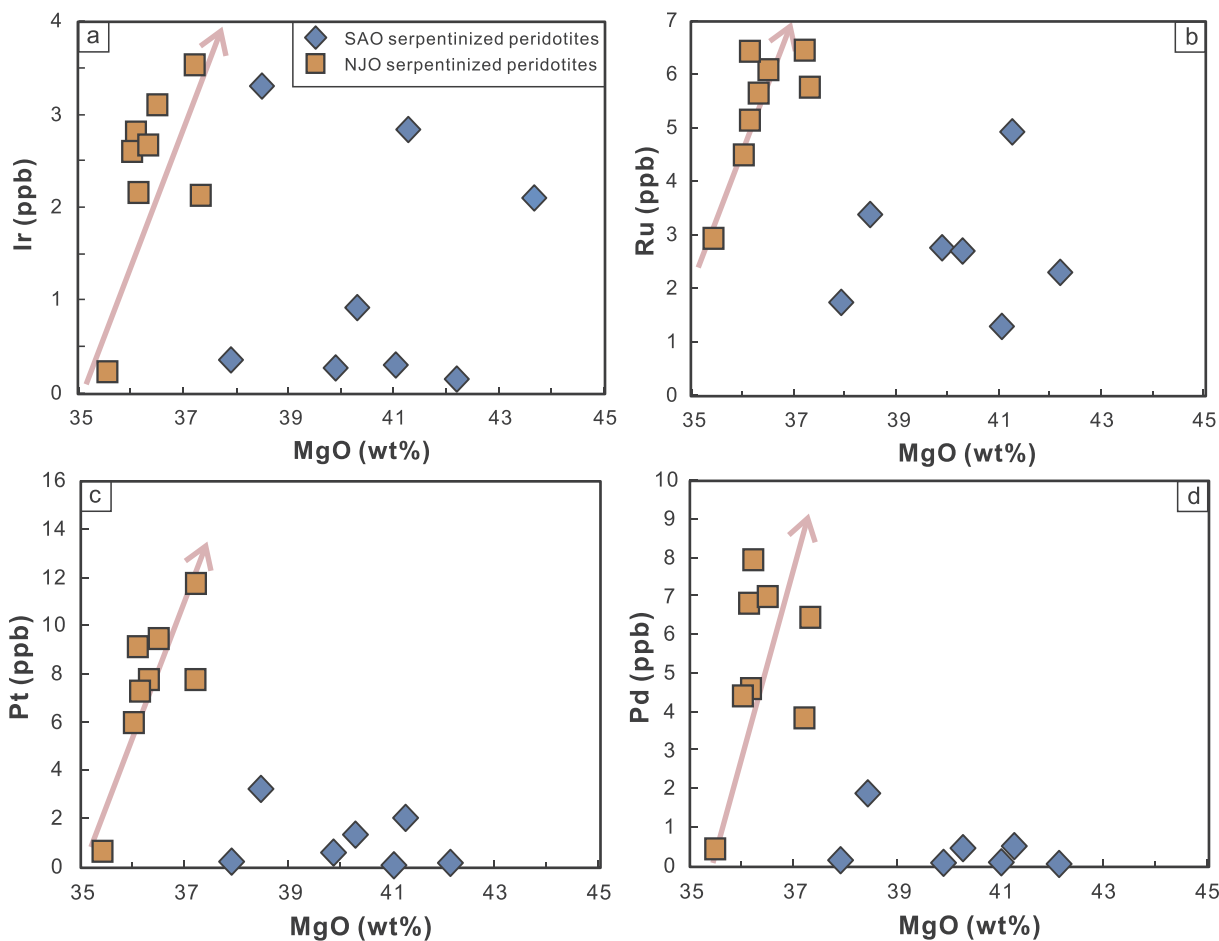 a
SAO serpentinized peridotites
NJO serpentinized peridotites
4
3
2
1
0
Ir (ppb)
35 37 39 41 43 45
MgO (wt%)
b
7
6
5
4
3
2
1
0
Ru (ppb)
35 37 39 41 43 45
MgO (wt%)
c
16
14
12
10
8
6
4
2
0
Pt (ppb)
35 37 39 41 43 45
MgO (wt%)
d
10
9
8
7
6
5
4
3
2
1
0
Pd (ppb)
35 37 39 41 43 45
MgO (wt%)